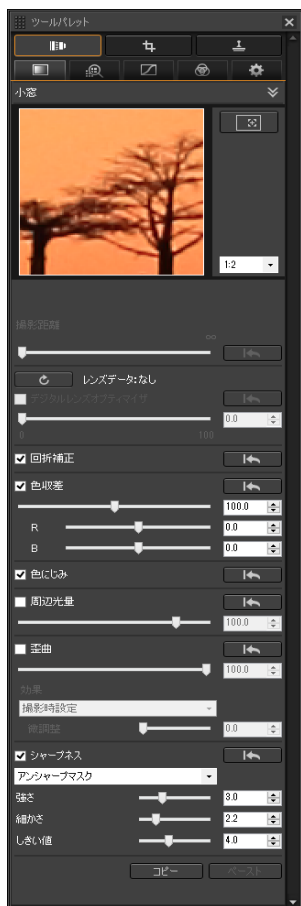 ツールパレット
小窓
1:2
撮影距離
∞
レンズデータ:なし
デジタルレンズオプティマイザ
0.0
0 100
回折補正
色収差
100.0
R 0.0
B 0.0
色にじみ
周辺光量
100.0
歪曲
100.0
効果
撮影時設定
微調整 0.0
シャープネス
アンシャープマスク
強さ 3.0
細かさ 2.2
しきい値 4.0
コピー ペースト